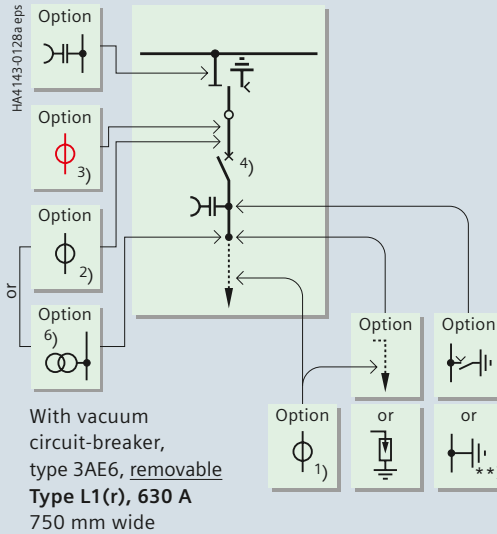 HA4143-0128a eps
Option
Option
3)
Option
2)
or
Option
6)
4)
Option
Option
Option
1)
or
or
**
With vacuum
circuit-breaker,
type 3AE6, removable
Type L1(r), 630 A
750 mm wide